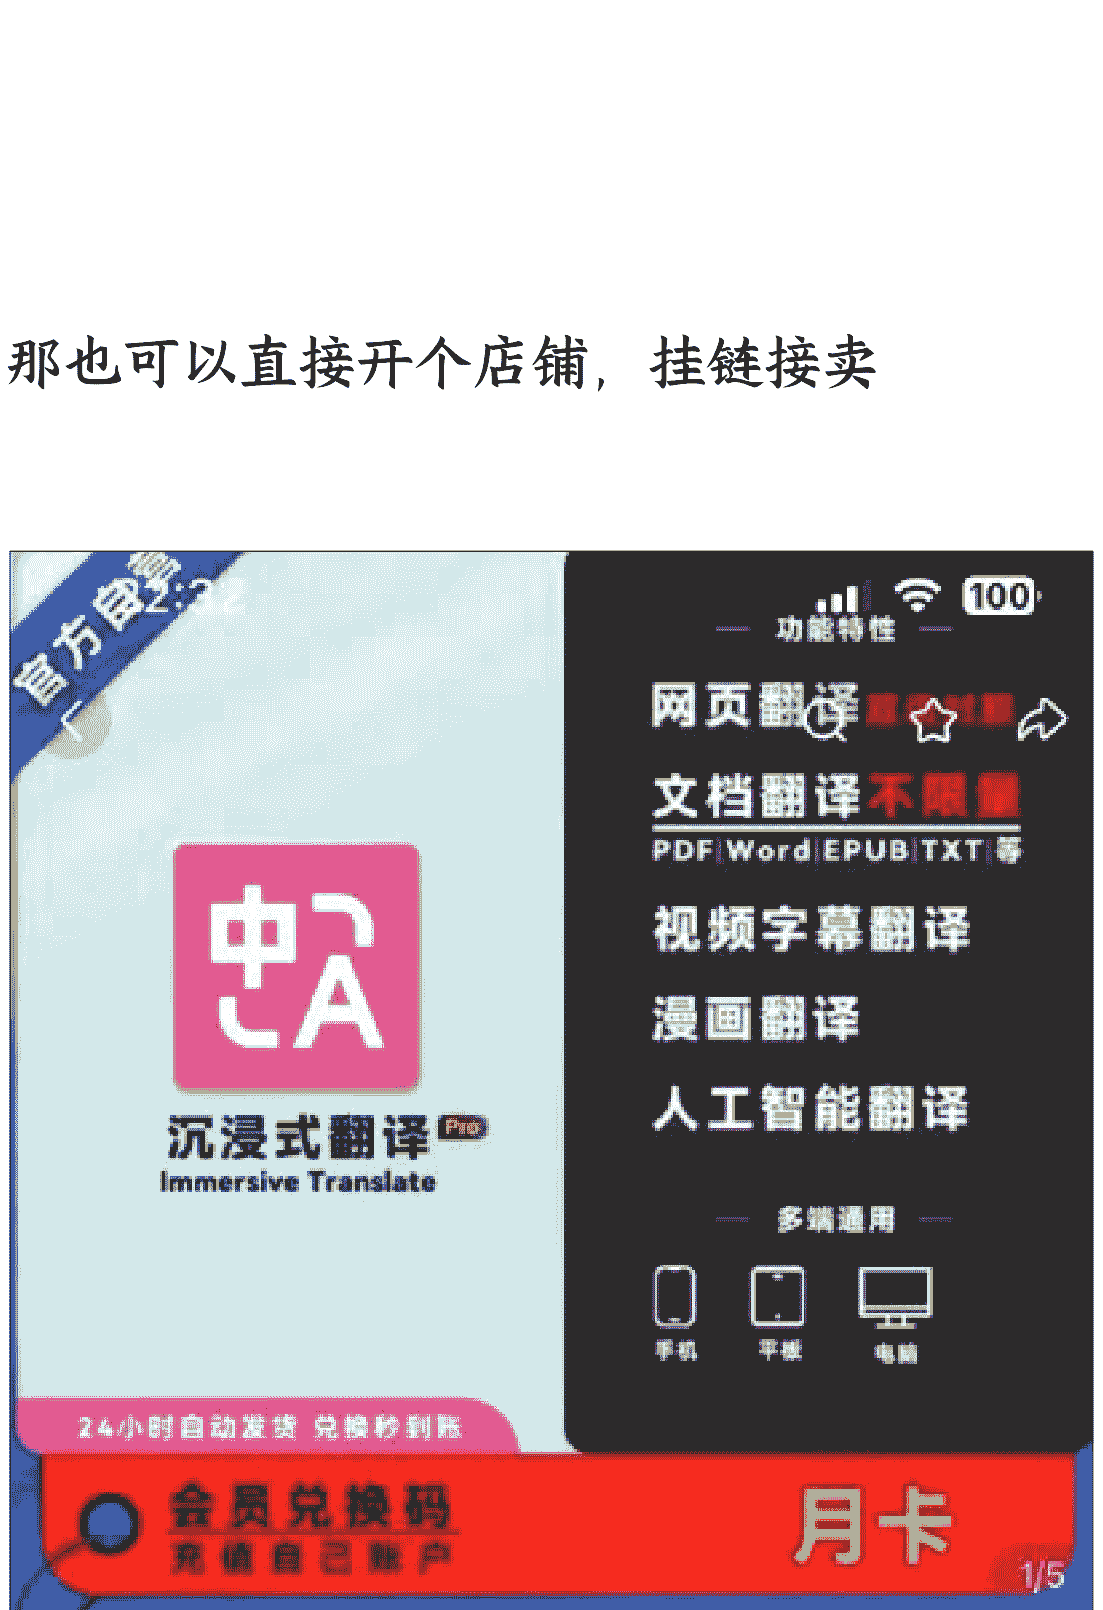 那也可以直接开个店铺，挂链接卖
官方自营
100
功能特性
网页翻译
文档翻译不限量
PDF|Word|EPUB|TXT|等
视频字幕翻译
漫画翻译
人工智能翻译
中
A
沉浸式翻译 Pro
Immersive Translate
多端通用
手机 平板 电脑
24小时自动发货 兑换秒到账
会员兑换码
充值自己账户
月卡
1/5